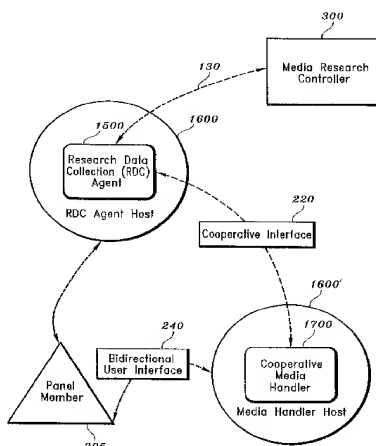 300
130
Media Research
Controller
1600
1500
Research Data
Collection (RDC)
Agent
RDC Agent Host
220
Cooperative Interface
1600'
240
1700
Bidirectional
User Interface
Cooperative
Media
Handler
Media Handler Host
Panel
Member
205